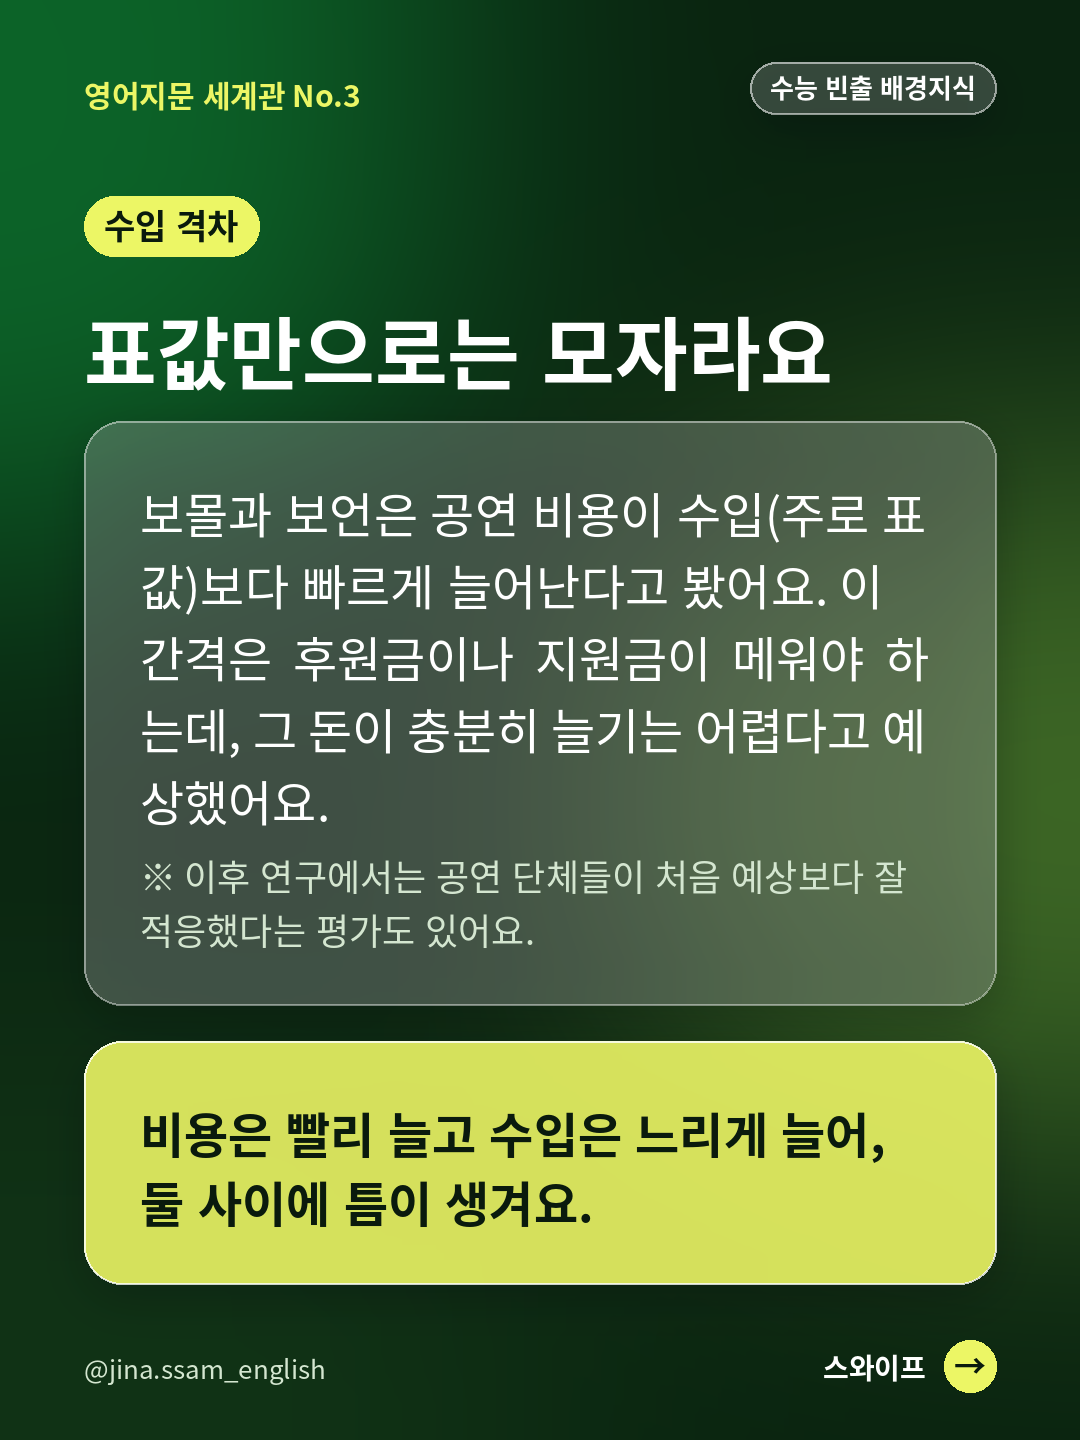 영어지문 세계관 No.3
수능 빈출 배경지식
수입 격차
표값만으로는 모자라요
보몰과 보언은 공연 비용이 수입(주로 표
값)보다 빠르게 늘어난다고 봤어요. 이
간격은 후원금이나 지원금이 메워야 하
는데, 그 돈이 충분히 늘기는 어렵다고 예
상했어요.
※ 이후 연구에서는 공연 단체들이 처음 예상보다 잘
적응했다는 평가도 있어요.
비용은 빨리 늘고 수입은 느리게 늘어,
둘 사이에 틈이 생겨요.
@jina.ssam_english
스와이프 →